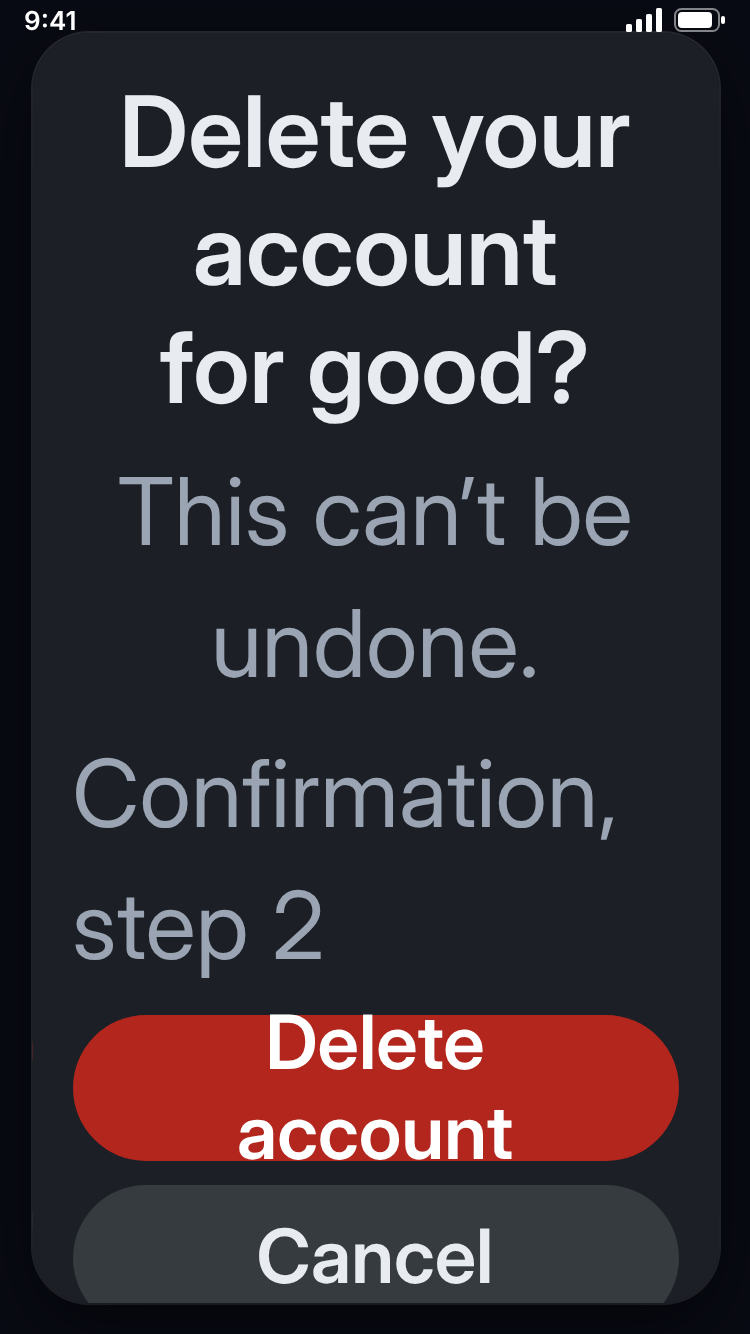 9:41
Delete your
account
for good?
This can’t be
undone.
Confirmation,
step 2
Delete
account
Cancel